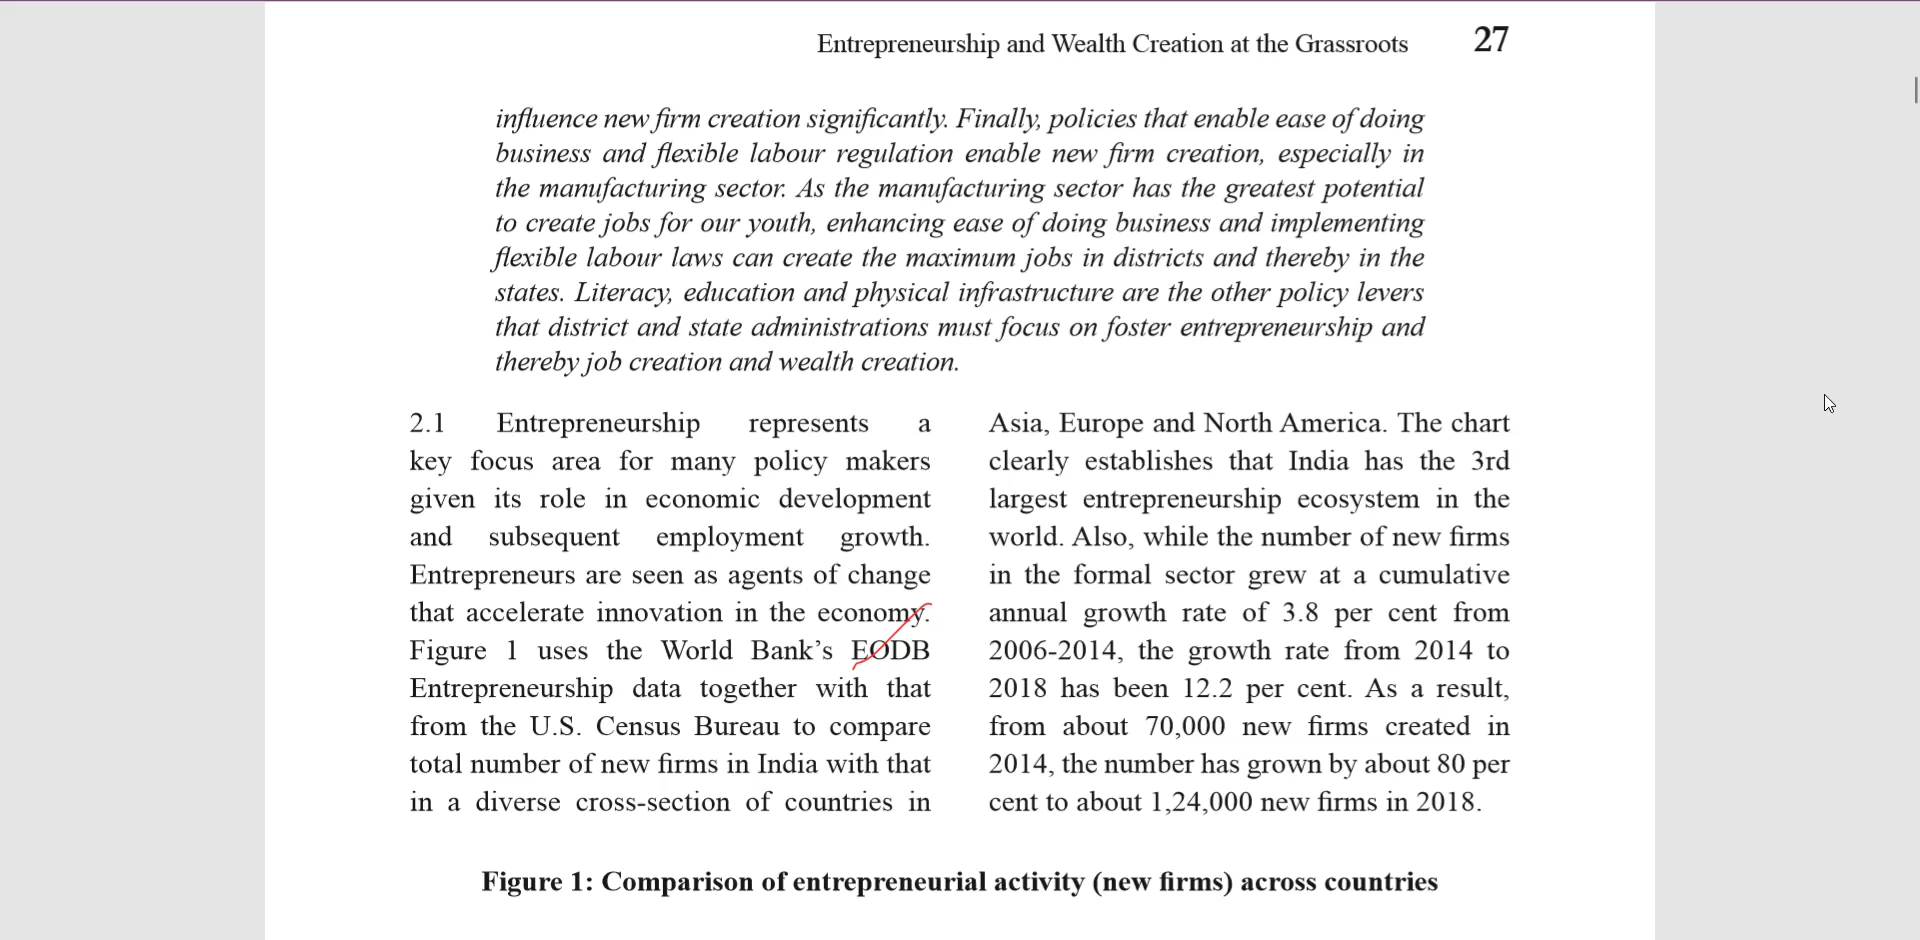 Entrepreneurship and Wealth Creation at the Grassroots 27
influence new firm creation significantly. Finally, policies that enable ease of doing
business and flexible labour regulation enable new firm creation, especially in
the manufacturing sector. As the manufacturing sector has the greatest potential
to create jobs for our youth, enhancing ease of doing business and implementing
flexible labour laws can create the maximum jobs in districts and thereby in the
states. Literacy, education and physical infrastructure are the other policy levers
that district and state administrations must focus on foster entrepreneurship and
thereby job creation and wealth creation.
2.1 Entrepreneurship represents a
key focus area for many policy makers
given its role in economic development
and subsequent employment growth.
Entrepreneurs are seen as agents of change
that accelerate innovation in the economy.
Figure 1 uses the World Bank’s EODB
Entrepreneurship data together with that
from the U.S. Census Bureau to compare
total number of new firms in India with that
in a diverse cross-section of countries in
Asia, Europe and North America. The chart
clearly establishes that India has the 3rd
largest entrepreneurship ecosystem in the
world. Also, while the number of new firms
in the formal sector grew at a cumulative
annual growth rate of 3.8 per cent from
2006-2014, the growth rate from 2014 to
2018 has been 12.2 per cent. As a result,
from about 70,000 new firms created in
2014, the number has grown by about 80 per
cent to about 1,24,000 new firms in 2018.
Figure 1: Comparison of entrepreneurial activity (new firms) across countries